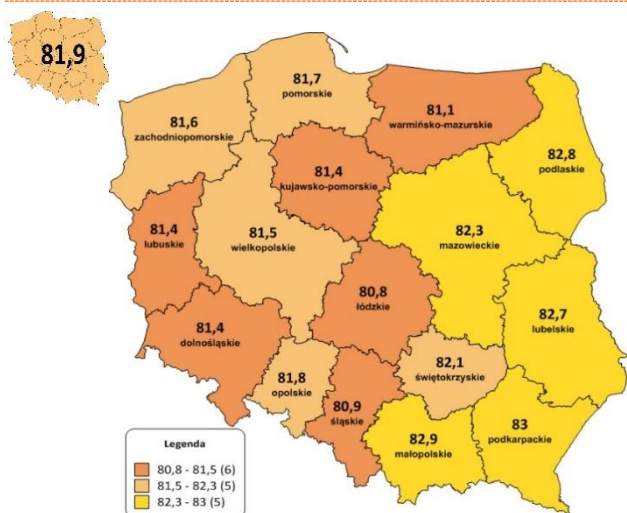 81,9
81,7
pomorskie
81,6
zachodniopomorskie
81,1
warmińsko-mazurskie
82,8
podlaskie
81,4
kujawsko-pomorskie
81,4
lubuskie
81,5
wielkopolskie
82,3
mazowieckie
80,8
łódzkie
82,7
lubelskie
81,4
dolnośląskie
81,8
opolskie
80,9
śląskie
82,1
świętokrzyskie
82,9
małopolskie
83
podkarpackie
Legenda
80,8 - 81,5 (6)
81,5 - 82,3 (5)
82,3 - 83 (5)